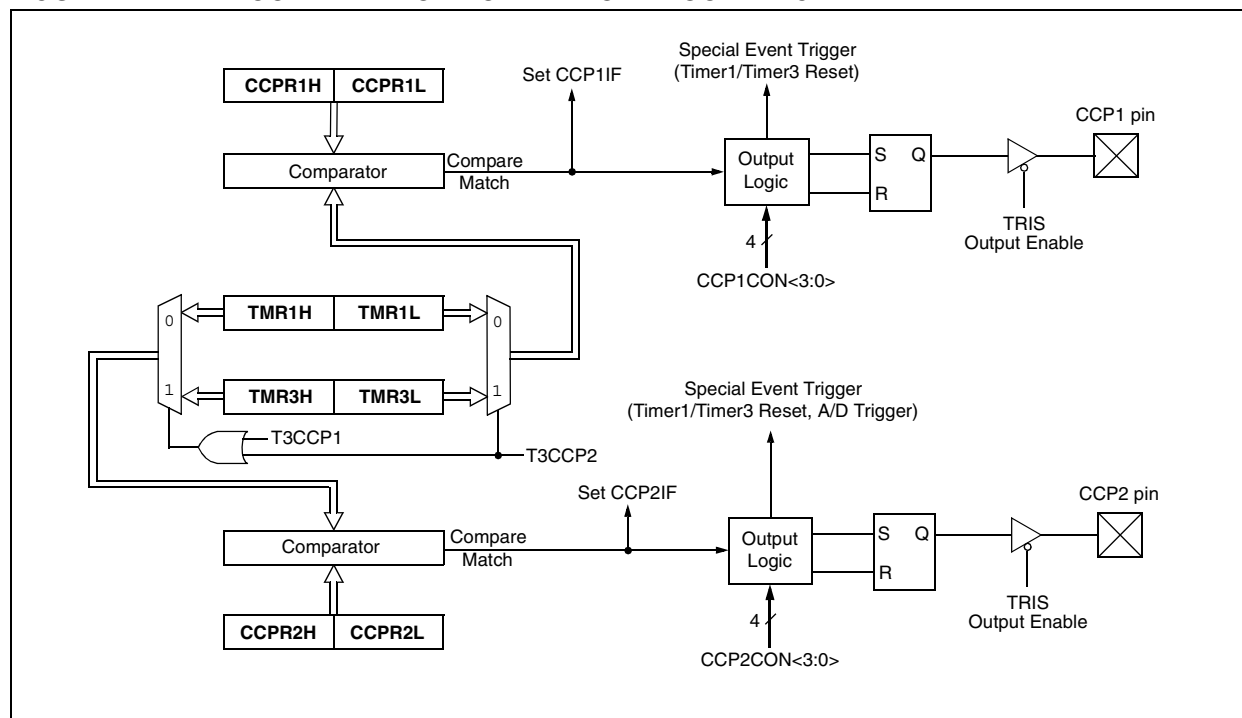 Special Event Trigger
(Timer1/Timer3 Reset)
Set CCP1IF
CCPR1H CCPR1L
CCP1 pin
Comparator
Compare
Match
Output
Logic
S Q
R
TRIS
Output Enable
4
CCP1CON<3:0>
0 TMR1H TMR1L 0
1 TMR3H TMR3L 1
T3CCP1
T3CCP2
Special Event Trigger
(Timer1/Timer3 Reset, A/D Trigger)
Set CCP2IF
CCP2 pin
Comparator
Compare
Match
Output
Logic
S Q
R
TRIS
Output Enable
4
CCPR2H CCPR2L
CCP2CON<3:0>